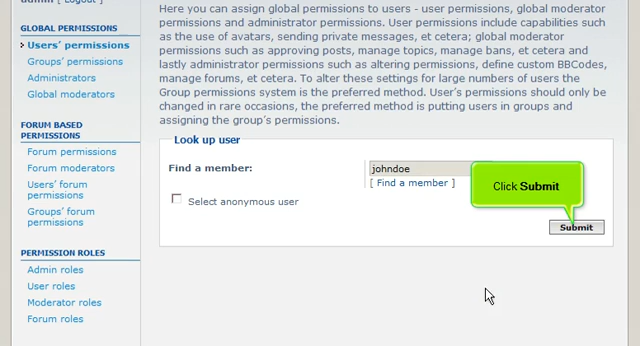 admin [ Logout ]
GLOBAL PERMISSIONS
Users´ permissions
Groups´ permissions
Administrators
Global moderators
FORUM BASED
PERMISSIONS
Forum permissions
Forum moderators
Users´ forum
permissions
Groups´ forum
permissions
PERMISSION ROLES
Admin roles
User roles
Moderator roles
Forum roles
Here you can assign global permissions to users - user permissions, global moderator
permissions and administrator permissions. User permissions include capabilities such
as the use of avatars, sending private messages, et cetera; global moderator
permissions such as approving posts, manage topics, manage bans, et cetera and
lastly administrator permissions such as altering permissions, define custom BBCodes,
manage forums, et cetera. To alter these settings for large numbers of users the
Group permissions system is the preferred method. User´s permissions should only be
changed in rare occasions, the preferred method is putting users in groups and
assigning the group´s permissions.
Look up user
Find a member:
johndoe
[ Find a member ]
Select anonymous user
Click Submit
Submit